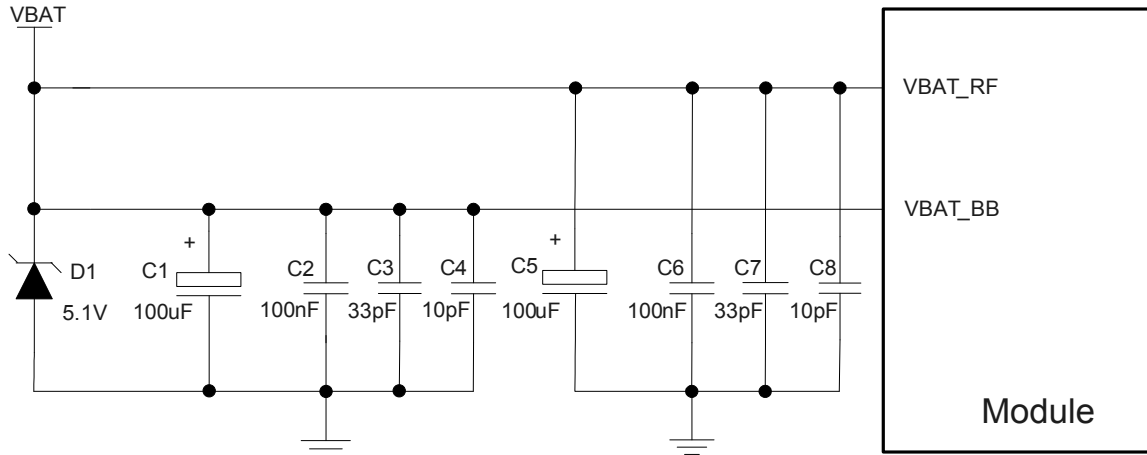 VBAT
VBAT_RF
VBAT_BB
+ +
D1 C1 C2 C3 C4 C5 C6 C7 C8
5.1V 100uF 100nF 33pF 10pF 100uF 100nF 33pF 10pF
Module